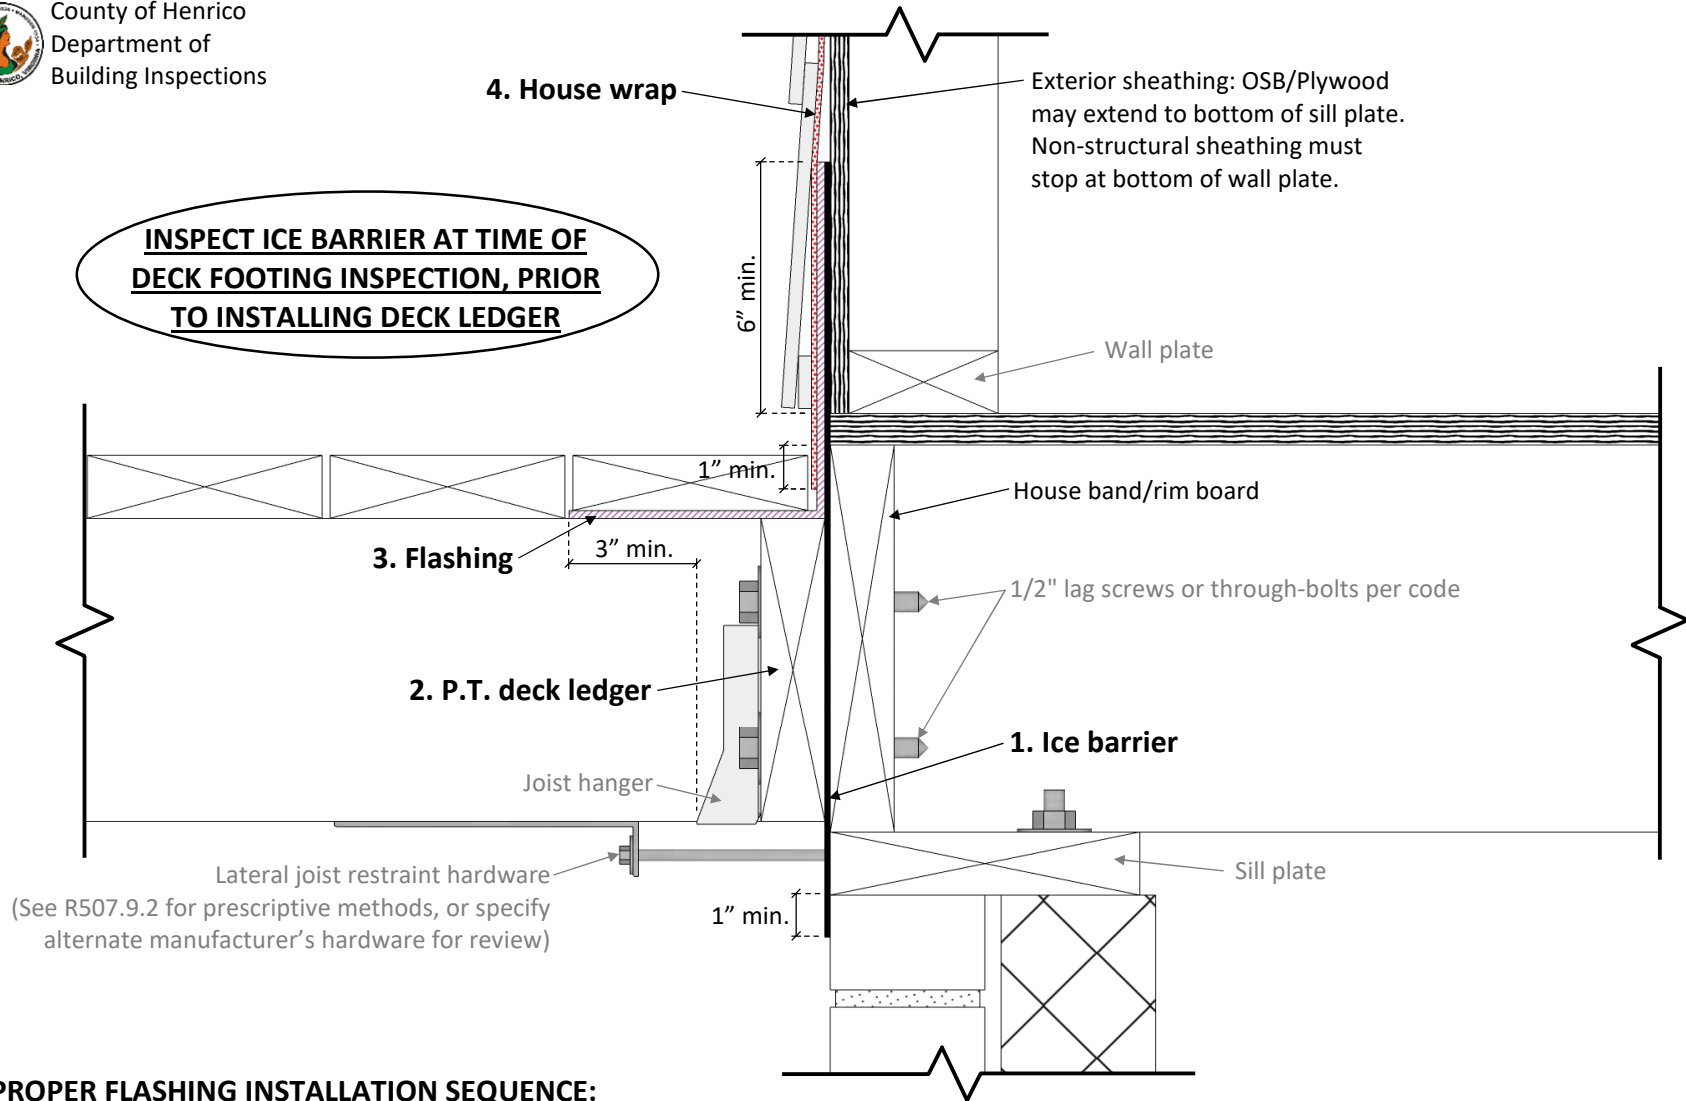 County of Henrico
Department of
Building Inspections
4. House wrap
Exterior sheathing: OSB/Plywood
may extend to bottom of sill plate.
Non-structural sheathing must
stop at bottom of wall plate.
INSPECT ICE BARRIER AT TIME OF
DECK FOOTING INSPECTION, PRIOR
TO INSTALLING DECK LEDGER
6” min.
Wall plate
1” min.
House band/rim board
3. Flashing
3” min.
1/2" lag screws or through-bolts per code
2. P.T. deck ledger
1. Ice barrier
Joist hanger
Lateral joist restraint hardware
(See R507.9.2 for prescriptive methods, or specify
alternate manufacturer’s hardware for review)
Sill plate
1” min.
PROPER FLASHING INSTALLATION SEQUENCE: